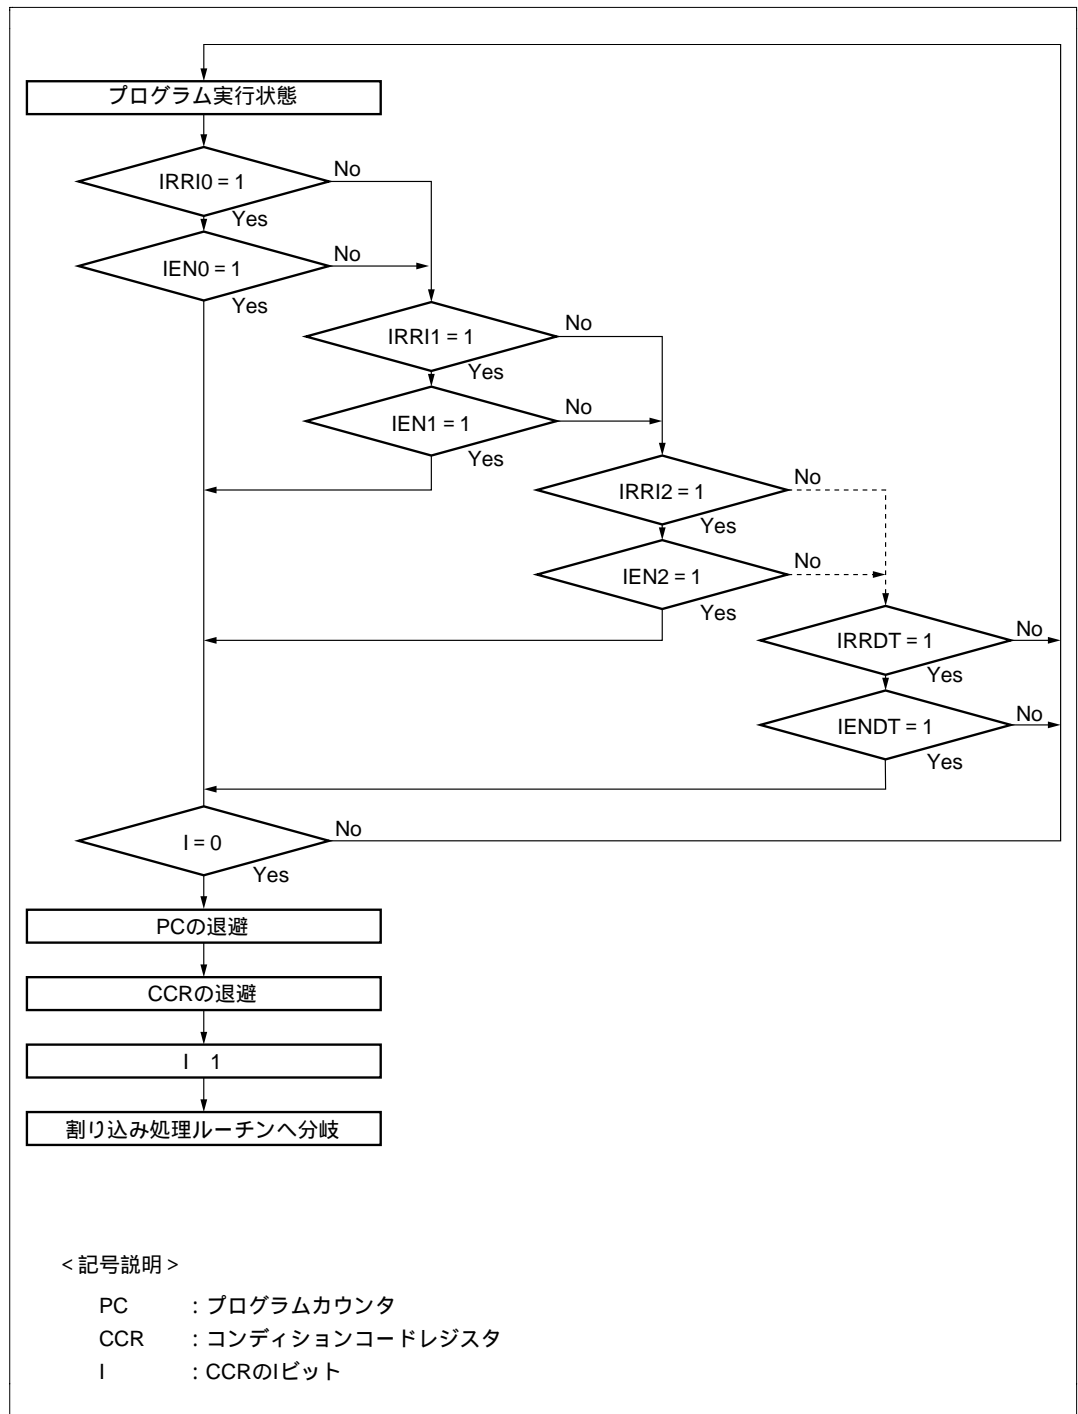 プログラム実行状態
IRRI0 = 1
No
Yes
IEN0 = 1
No
Yes
IRRI1 = 1
No
Yes
IEN1 = 1
No
Yes
IRRI2 = 1
No
Yes
IEN2 = 1
No
Yes
IRRDT = 1
No
Yes
IENDT = 1
No
Yes
I = 0
No
Yes
PCの退避
CCRの退避
I 1
割り込み処理ルーチンへ分岐
<記号説明>
PC :プログラムカウンタ
CCR :コンディションコードレジスタ
I :CCRのIビット